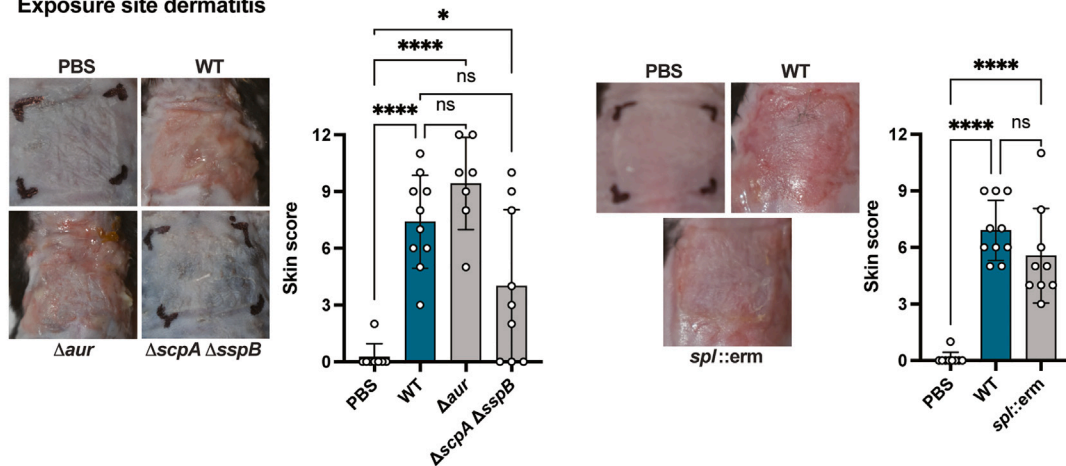 Exposure site dermatitis
PBS WT
Δaur ΔscpA ΔsspB
*
****
ns
**** ns
Skin score
12
9
6
3
0
PBS WT Δaur ΔscpA ΔsspB
PBS WT
spl::erm
****
**** ns
Skin score
12
9
6
3
0
PBS WT spl::erm